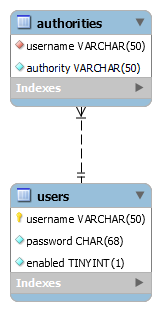 authorities
username VARCHAR(50)
authority VARCHAR(50)
Indexes
users
username VARCHAR(50)
password CHAR(68)
enabled TINYINT(1)
Indexes